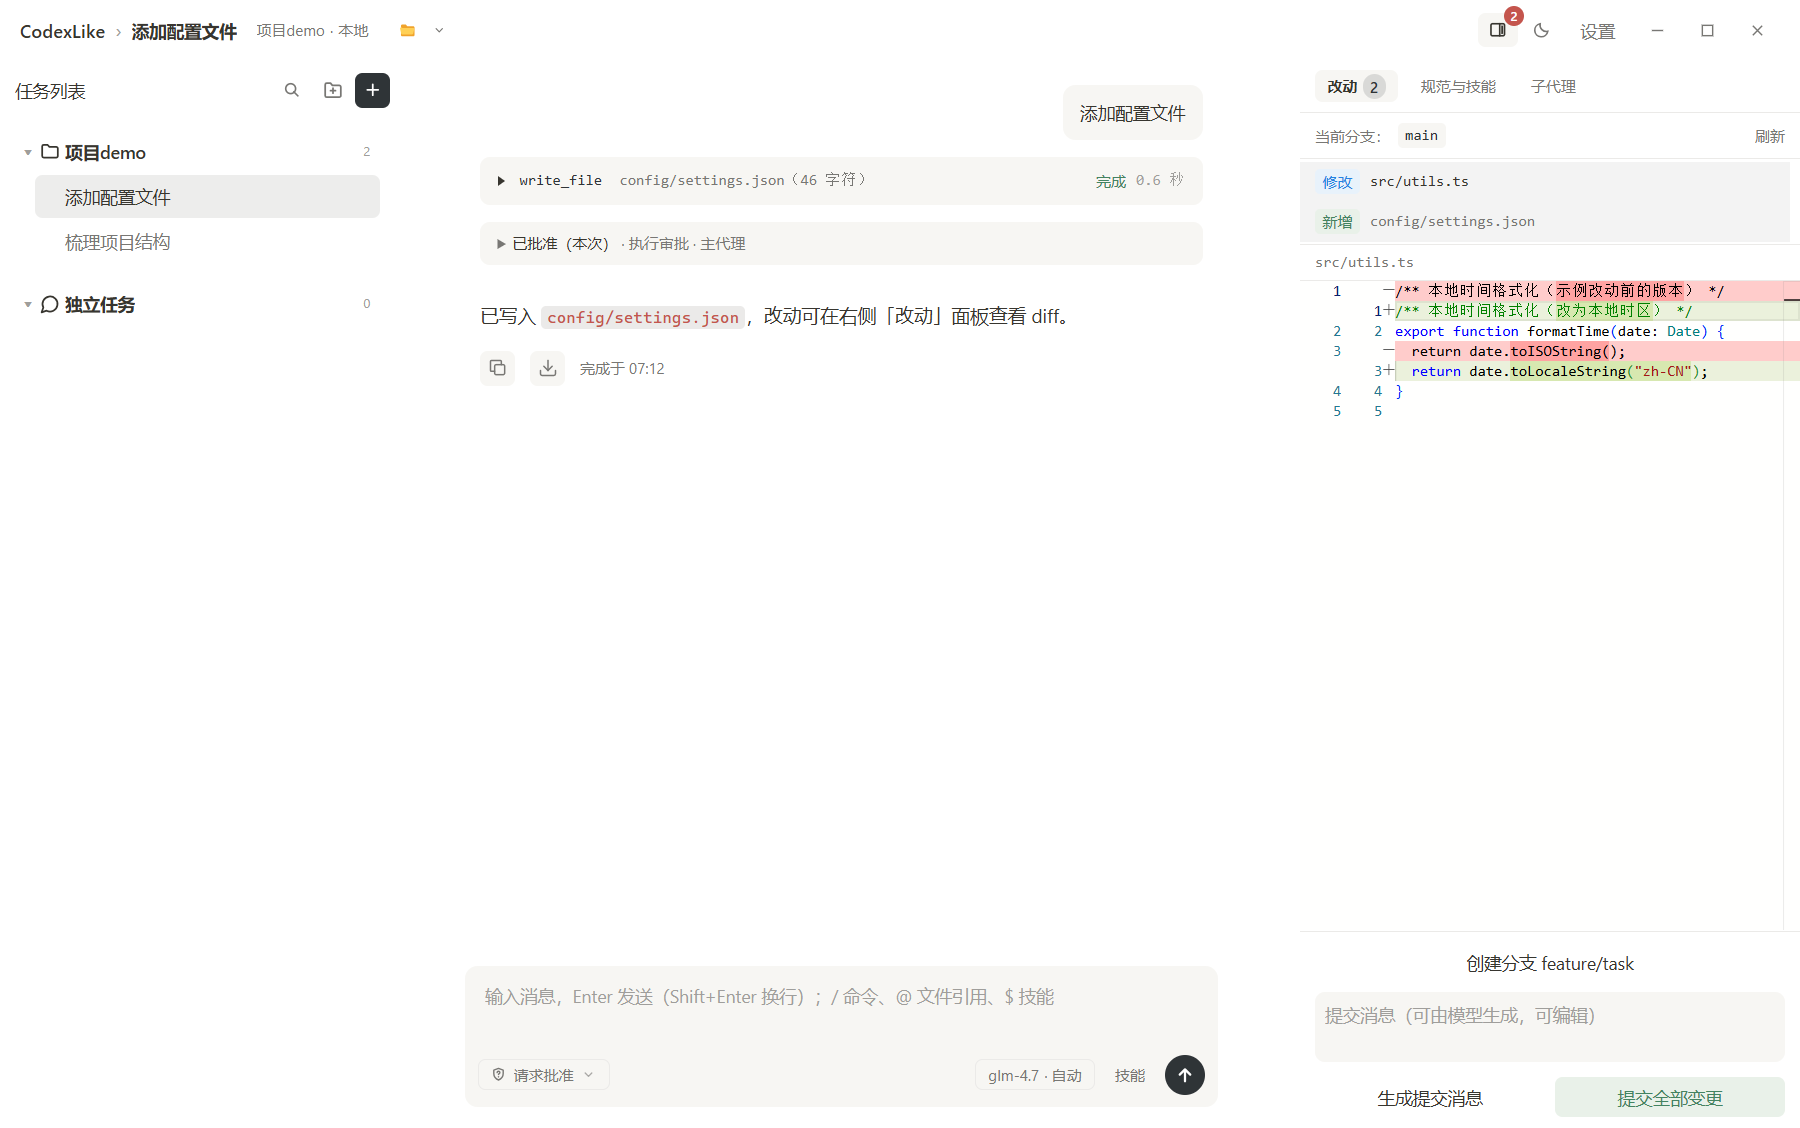 CodexLike › 添加配置文件 项目demo · 本地
2
设置
任务列表
项目demo 2
添加配置文件
梳理项目结构
独立任务 0
添加配置文件
write_file config/settings.json（46 字符） 完成 0.6 秒
已批准（本次） · 执行审批 · 主代理
已写入 config/settings.json，改动可在右侧「改动」面板查看 diff。
完成于 07:12
输入消息，Enter 发送（Shift+Enter 换行）；/ 命令、@ 文件引用、$ 技能
请求批准
glm-4.7 · 自动
技能
改动 2 规范与技能 子代理
当前分支： main 刷新
修改 src/utils.ts
新增 config/settings.json
src/utils.ts
1 −/** 本地时间格式化（示例改动前的版本） */
1+/** 本地时间格式化（改为本地时区） */
2 2 export function formatTime(date: Date) {
3 − return date.toISOString();
3+ return date.toLocaleString("zh-CN");
4 4 }
5 5
创建分支 feature/task
提交消息（可由模型生成，可编辑）
生成提交消息 提交全部变更